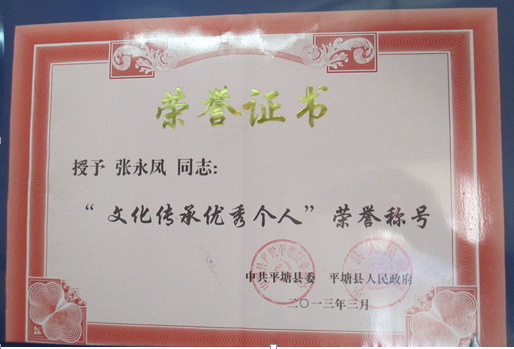 荣誉证书
授予 张永凤 同志：
“文化传承优秀个人”荣誉称号
中共平塘县委 平塘县人民政府
二〇一三年三月